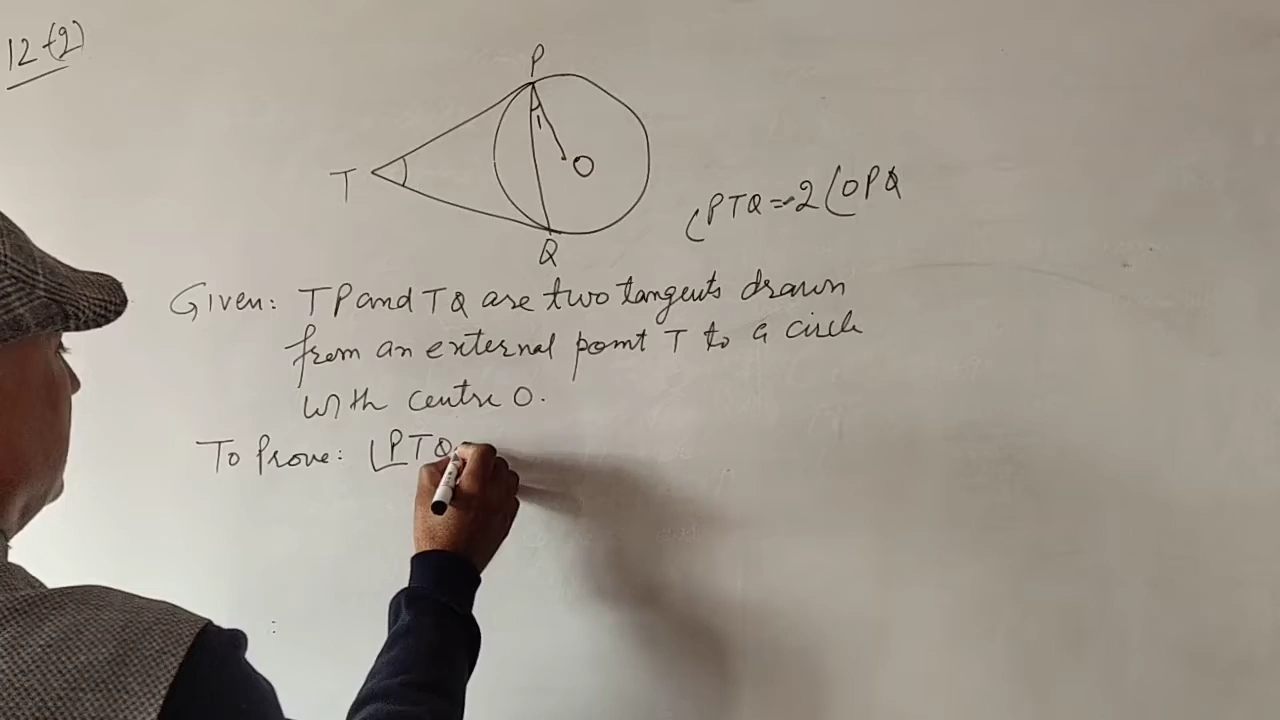 12(g)
P
1
T
O
∠PTQ = 2∠OPQ
Q
Given: TP and TQ are two tangents drawn
from an external point T to a circle
with centre O.
To Prove: ∠PTQ